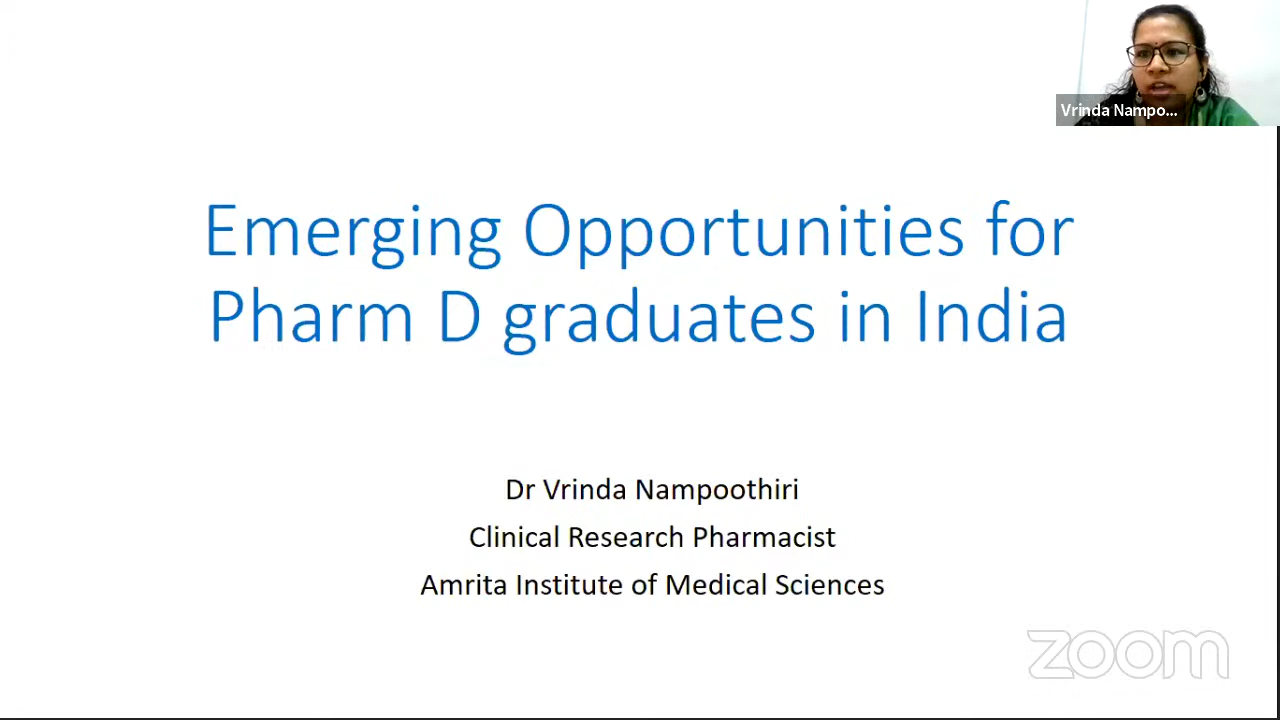 Vrinda Nampo...
Emerging Opportunities for
Pharm D graduates in India
Dr Vrinda Nampoothiri
Clinical Research Pharmacist
Amrita Institute of Medical Sciences
zoom